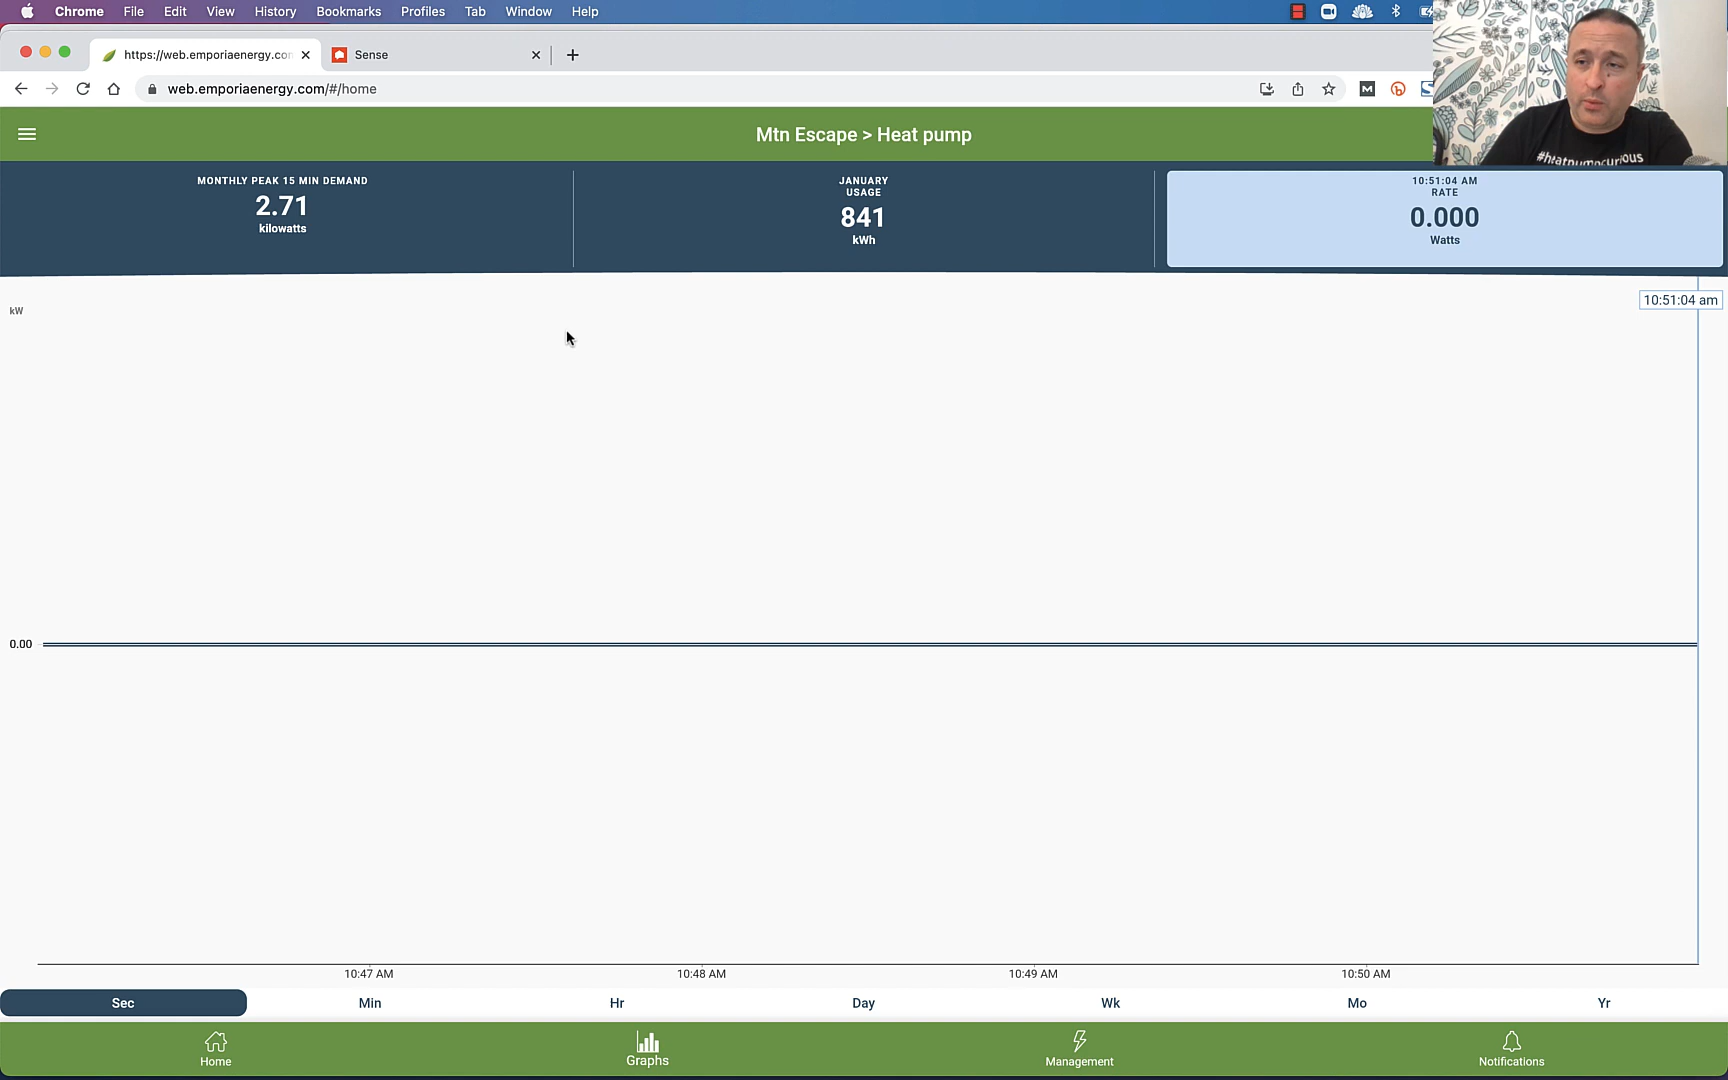 Chrome File Edit View History Bookmarks Profiles Tab Window Help
https://web.emporiaenergy.co
Sense
web.emporiaenergy.com/#/home
Mtn Escape > Heat pump
#heatpumpcurious
MONTHLY PEAK 15 MIN DEMAND
2.71
kilowatts
JANUARY
USAGE
841
kWh
10:51:04 AM
RATE
0.000
Watts
10:51:04 am
kW
0.00
10:47 AM 10:48 AM 10:49 AM 10:50 AM
Sec Min Hr Day Wk Mo Yr
Home Graphs Management Notifications